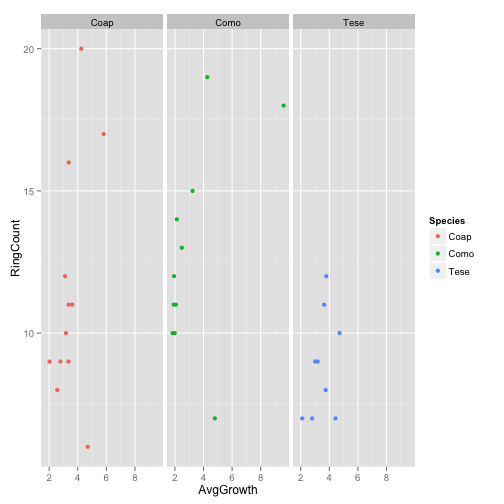 Coap Como Tese
20
15
10
RingCount
2 4 6 8 2 4 6 8 2 4 6 8
AvgGrowth
Species
Coap
Como
Tese